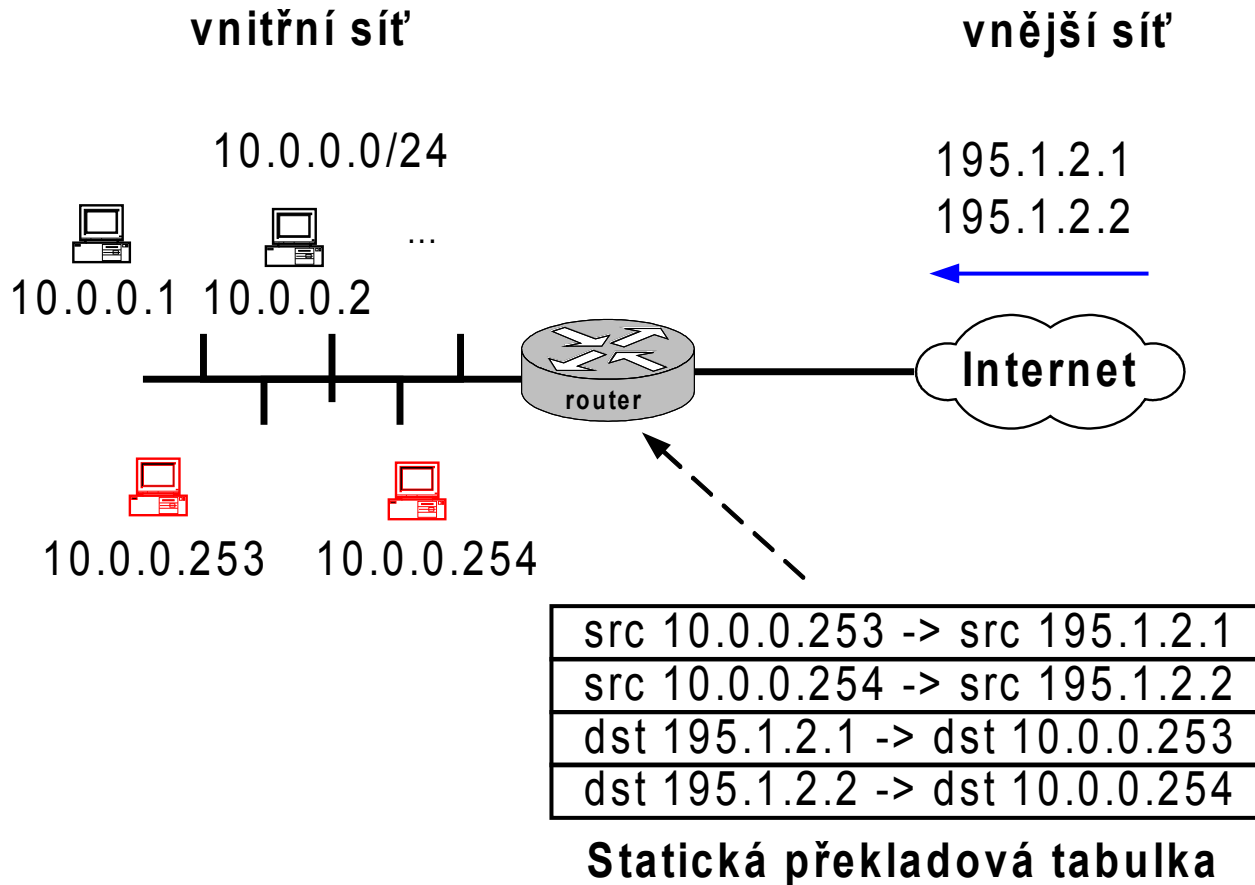 vnitřní síť
vnější síť
10.0.0.0/24
195.1.2.1
195.1.2.2
...
10.0.0.1
10.0.0.2
Internet
router
10.0.0.253
10.0.0.254
src 10.0.0.253 -> src 195.1.2.1
src 10.0.0.254 -> src 195.1.2.2
dst 195.1.2.1 -> dst 10.0.0.253
dst 195.1.2.2 -> dst 10.0.0.254
Statická překladová tabulka